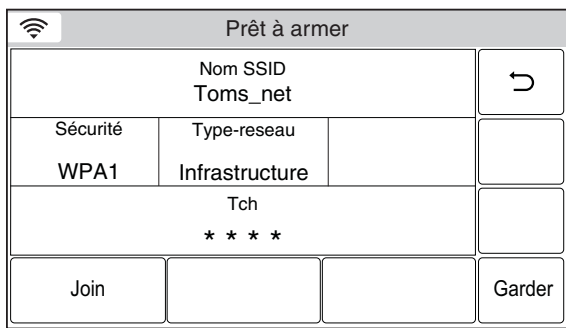 Prêt à armer
Nom SSID
Toms_net
Sécurité
Type-reseau
WPA1
Infrastructure
Tch
* * * *
Join
Garder